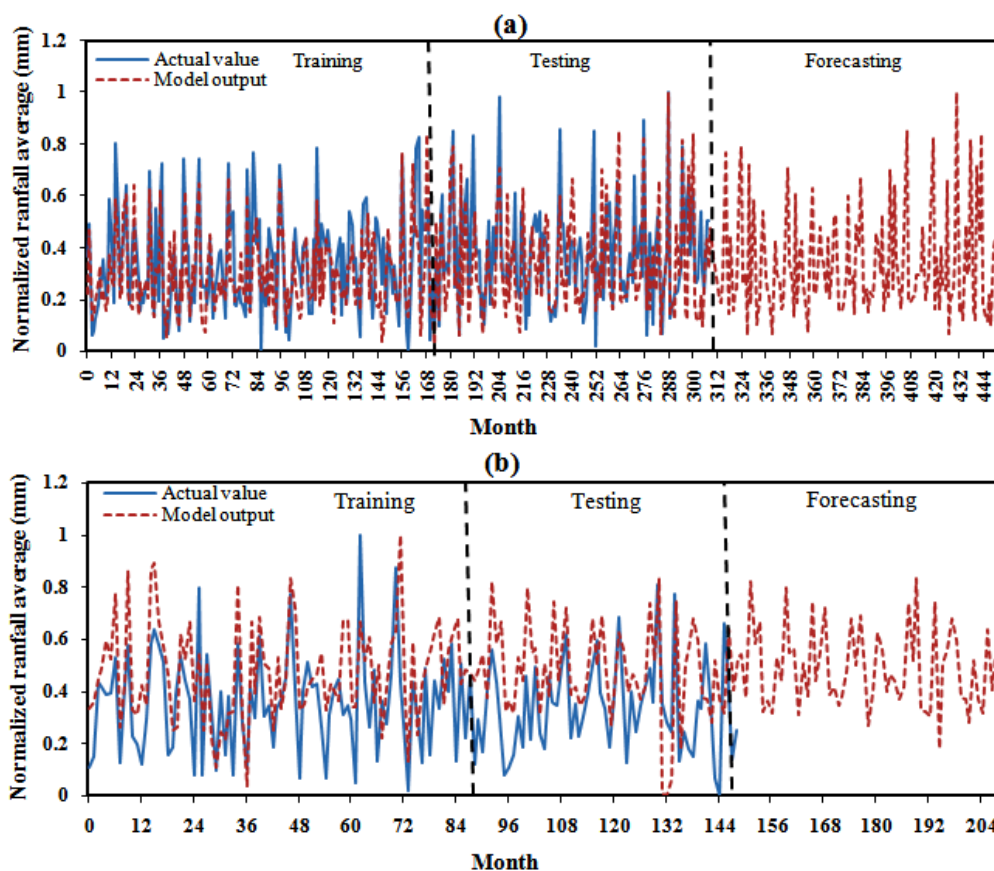 (a)
Normalized ranfall average (mm)
1.2
1
0.8
0.6
0.4
0.2
0
Actual value
Model output
Training
Testing
Forecasting
0 12 24 36 48 60 72 84 96 108 120 132 144 156 168 180 192 204 216 228 240 252 264 276 288 300 312 324 336 348 360 372 384 396 408 420 432 444
Month
(b)
Normalized ranfall average (mm)
1.2
1
0.8
0.6
0.4
0.2
0
Actual value
Model output
Training
Testing
Forecasting
0 12 24 36 48 60 72 84 96 108 120 132 144 156 168 180 192 204
Month